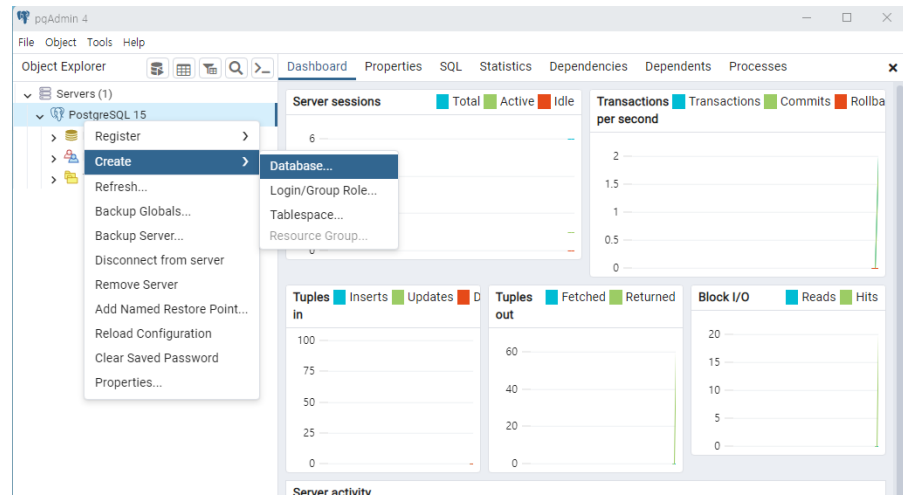 pgAdmin 4
File Object Tools Help
Object Explorer
Dashboard Properties SQL Statistics Dependencies Dependents Processes
Servers (1)
PostgreSQL 15
Register
Create
Refresh...
Backup Globals...
Backup Server...
Disconnect from server
Remove Server
Add Named Restore Point...
Reload Configuration
Clear Saved Password
Properties...
Database...
Login/Group Role...
Tablespace...
Resource Group...
Server sessions Total Active Idle
6
0
Transactions per second Transactions Commits Rollba
2
1.5
1
0.5
0
Tuples in Inserts Updates D
100
75
50
25
0
Tuples out Fetched Returned
60
40
20
0
Block I/O Reads Hits
20
15
10
5
0
Server activity